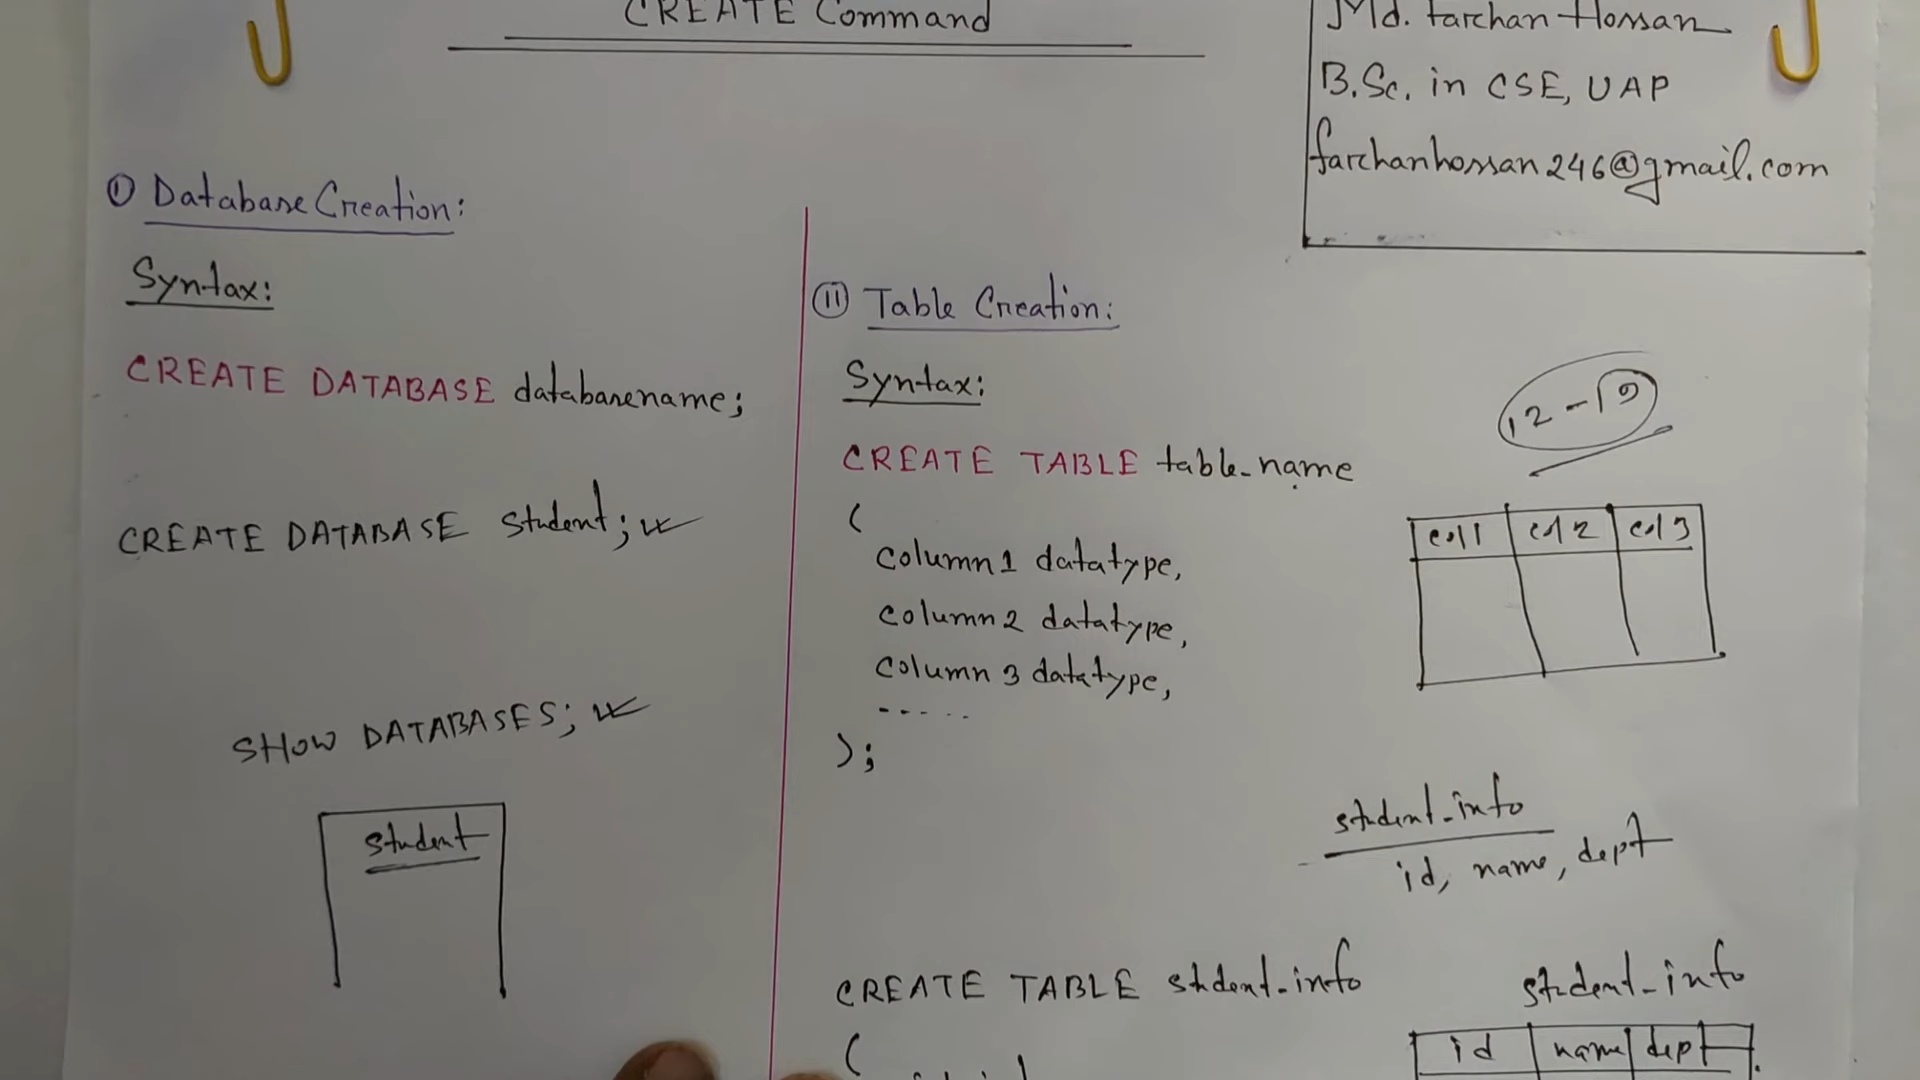 CREATE Command
Md. Farhan Hossan
B.Sc. in CSE, UAP
farhanhossan246@gmail.com
① Database Creation:
Syntax:
CREATE DATABASE databasename;
CREATE DATABASE student;
SHOW DATABASES;
student
⑪ Table Creation:
Syntax:
CREATE TABLE table_name
(
column1 datatype,
column2 datatype,
column3 datatype,
-----
);
col1 col2 col3
student_info
id, name, dept
CREATE TABLE student_info
(
student_info
id name dept